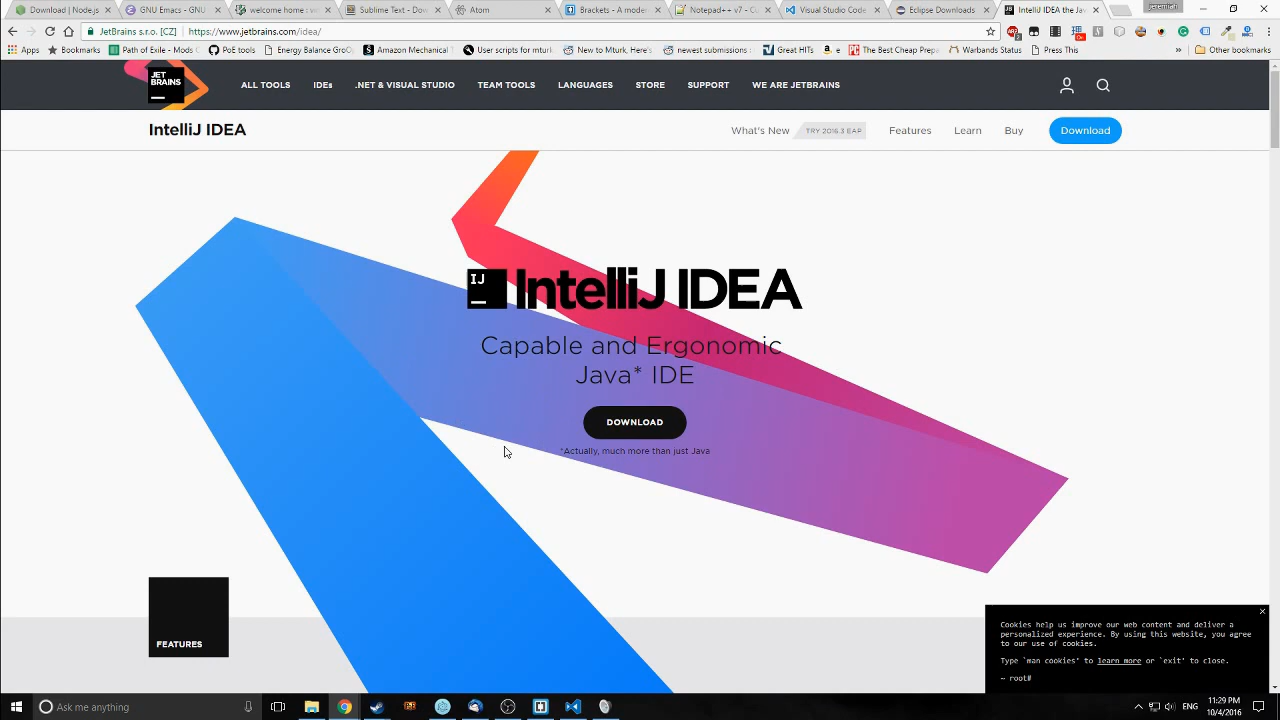 Download | Node.js
GNU Emacs - GNU
welcome home : v
Sublime Text - Dow
Atom
Brackets - A modern
Notepad++ v7 - Cu
Visual Studio Code
Eclipse Downloads
IntelliJ IDEA the Jav
Jeremiah
JetBrains s.r.o. [CZ] https://www.jetbrains.com/idea/
Apps Bookmarks Path of Exile PoE tools Energy Balance Greg GitHub Amazon Mechanical T User scripts for mturk New to Mturk, Here newest submissions : Great HITs e The Best Cheap Prepa Warbands Status Press This » Other bookmarks
JET
BRAINS
ALL TOOLS IDEs .NET & VISUAL STUDIO TEAM TOOLS LANGUAGES STORE SUPPORT WE ARE JETBRAINS
IntelliJ IDEA What's New TRY 2016.3 EAP Features Learn Buy Download
IJ IntelliJ IDEA
Capable and Ergonomic
Java* IDE
DOWNLOAD
*Actually, much more than just Java
FEATURES
Cookies help us improve our web content and deliver a
personalized experience. By using this website, you agree
to our use of cookies.
Type `man cookies' to learn more or `exit' to close.
~ root#
Ask me anything
ENG
11:29 PM
10/4/2016